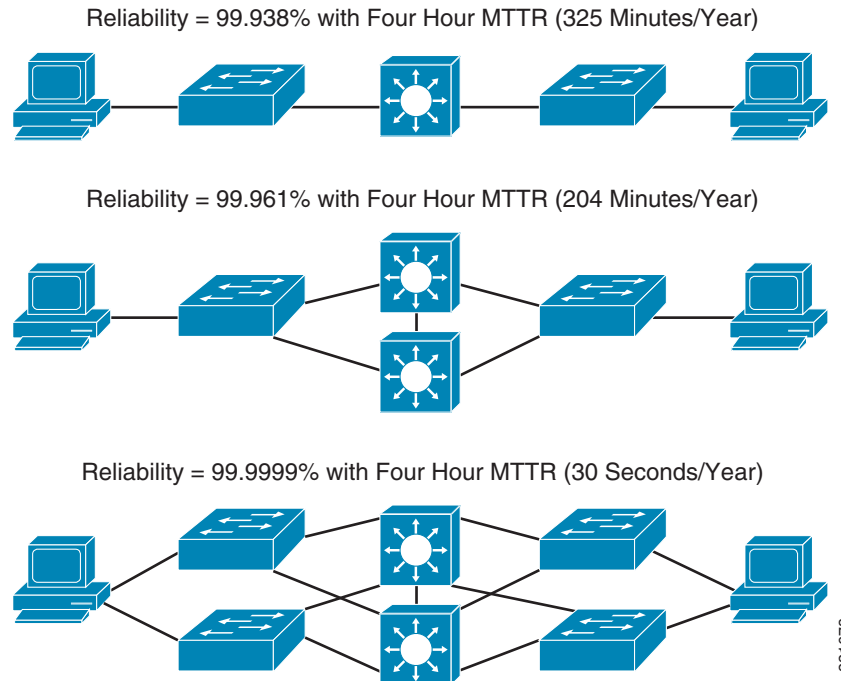 Reliability = 99.938% with Four Hour MTTR (325 Minutes/Year)
Reliability = 99.961% with Four Hour MTTR (204 Minutes/Year)
Reliability = 99.9999% with Four Hour MTTR (30 Seconds/Year)